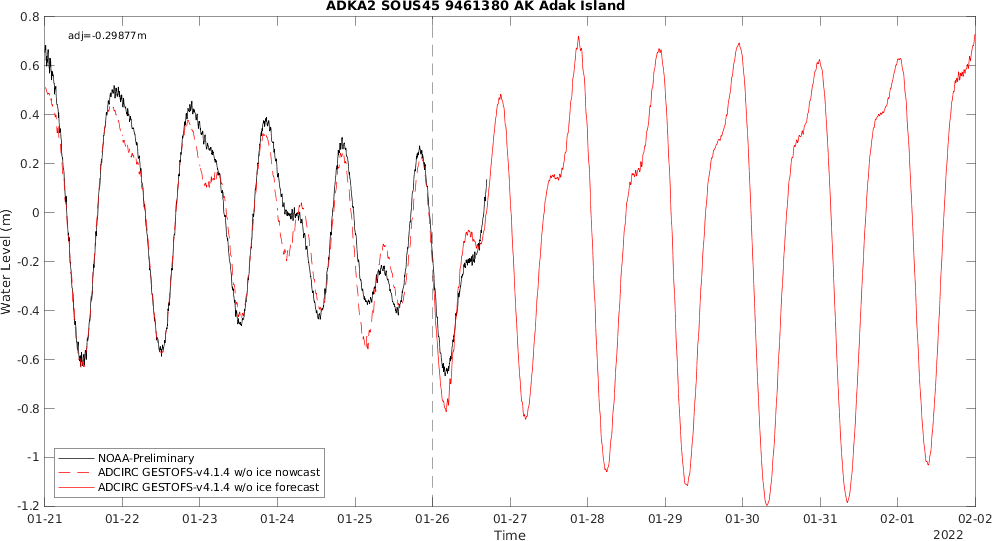 ADKA2 SOUS45 9461380 AK Adak Island
adj=-0.29877m
0.8
0.6
0.4
0.2
0
-0.2
-0.4
-0.6
-0.8
-1
-1.2
Water Level (m)
NOAA-Preliminary
ADCIRC GESTOFS-v4.1.4 w/o ice nowcast
ADCIRC GESTOFS-v4.1.4 w/o ice forecast
01-21 01-22 01-23 01-24 01-25 01-26 01-27 01-28 01-29 01-30 01-31 02-01 02-02
Time
2022